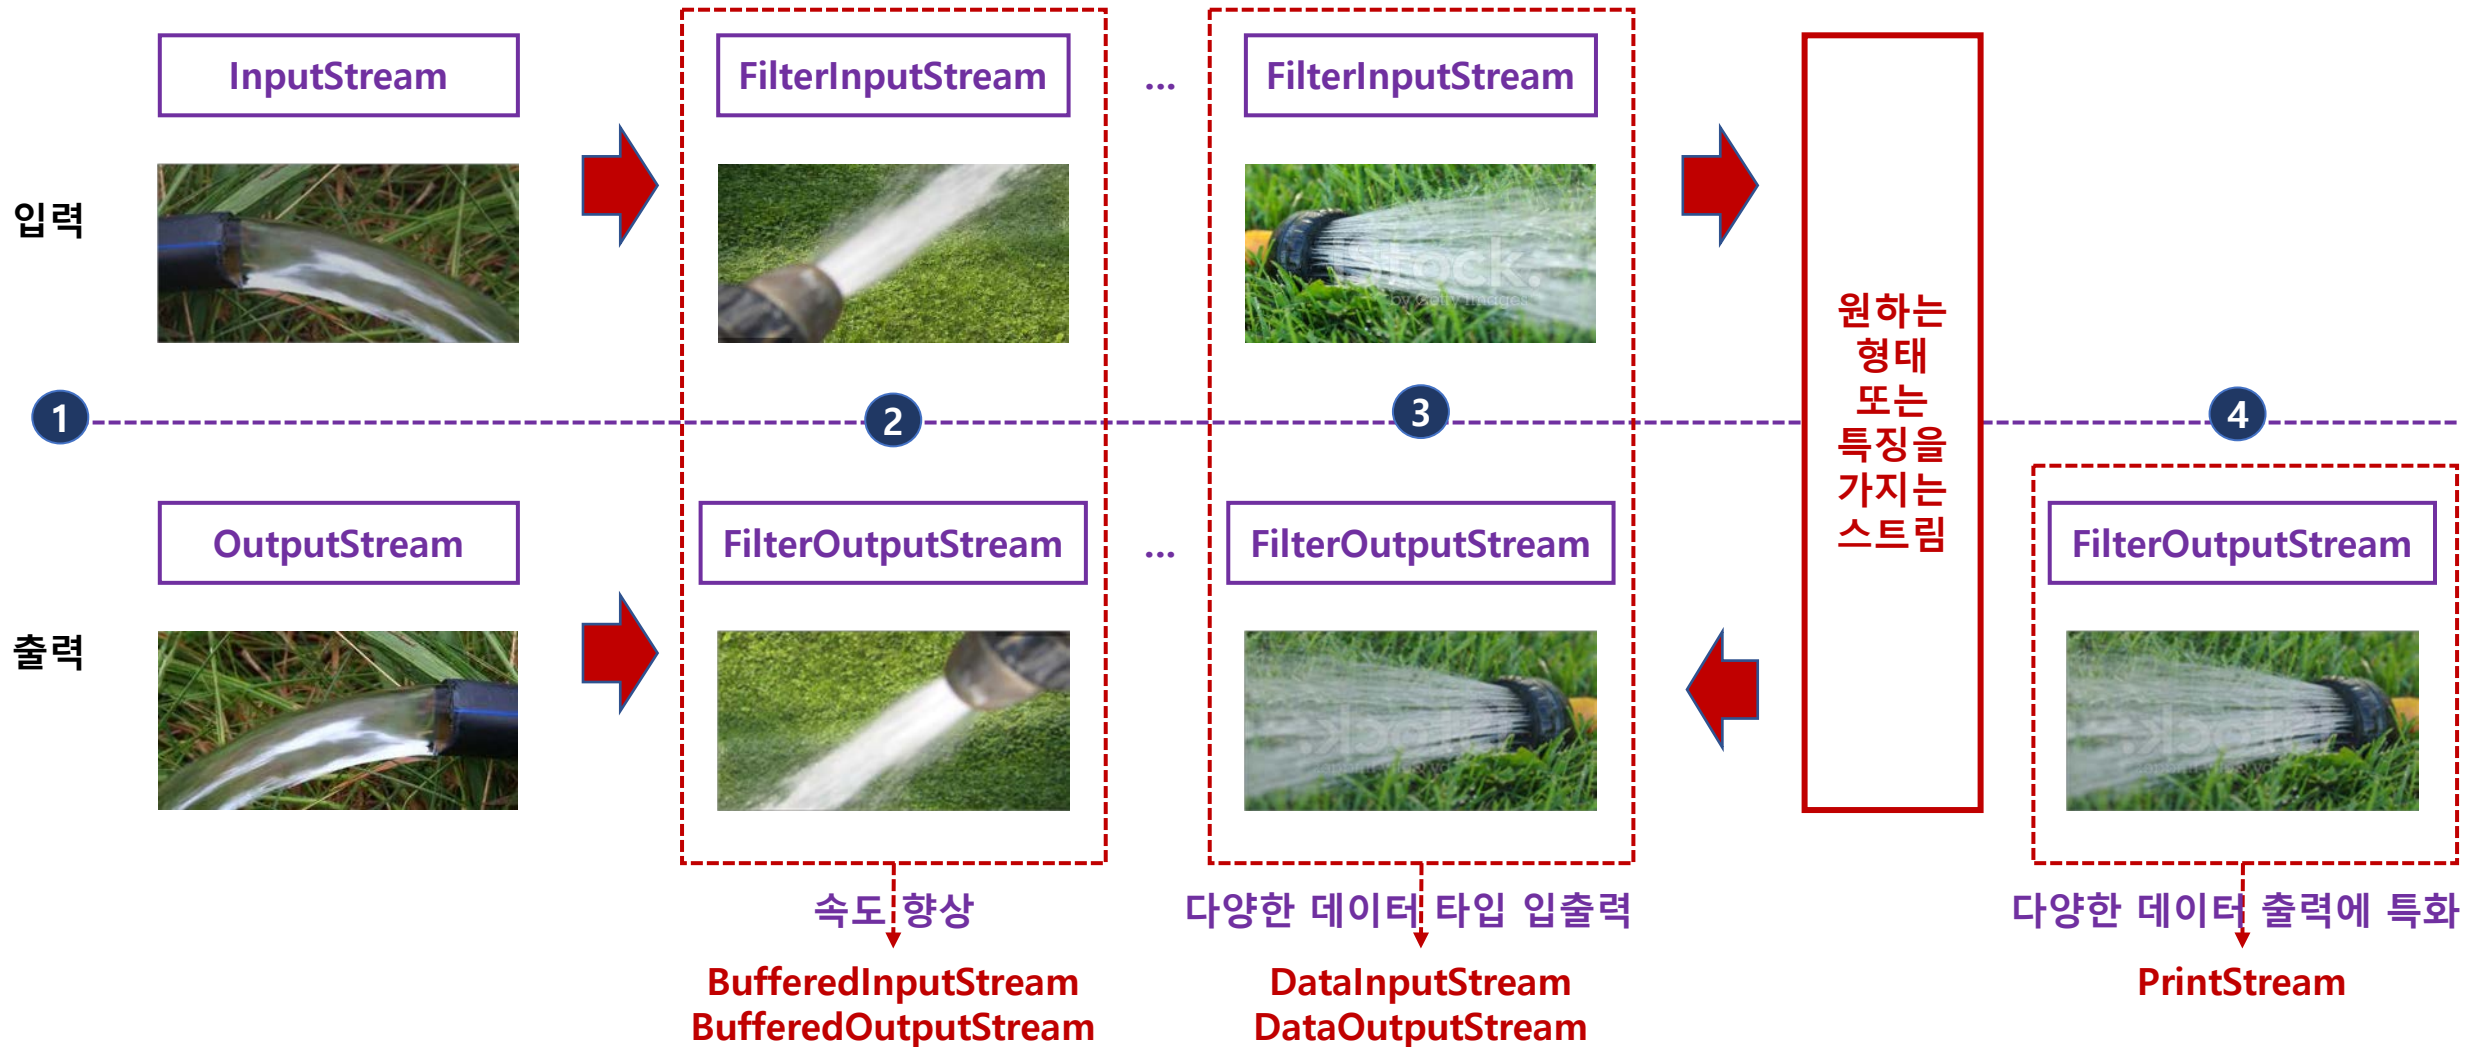 InputStream
FilterInputStream
...
FilterInputStream
입력
원하는
형태
또는
특징을
가지는
스트림
1
2
3
4
OutputStream
FilterOutputStream
...
FilterOutputStream
FilterOutputStream
출력
속도 향상
다양한 데이터 타입 입출력
다양한 데이터 출력에 특화
BufferedInputStream
BufferedOutputStream
DataInputStream
DataOutputStream
PrintStream